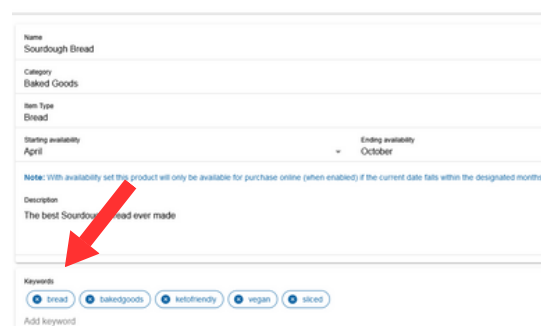 Name
Sourdough Bread
Category
Baked Goods
Item Type
Bread
Starting availability
April
Ending availability
October
Note: With availability set this product will only be available for purchase online (when enabled) if the current date falls within the designated months
Description
The best Sourdough Bread ever made
Keywords
bread bakedgoods ketofriendly vegan sliced
Add keyword